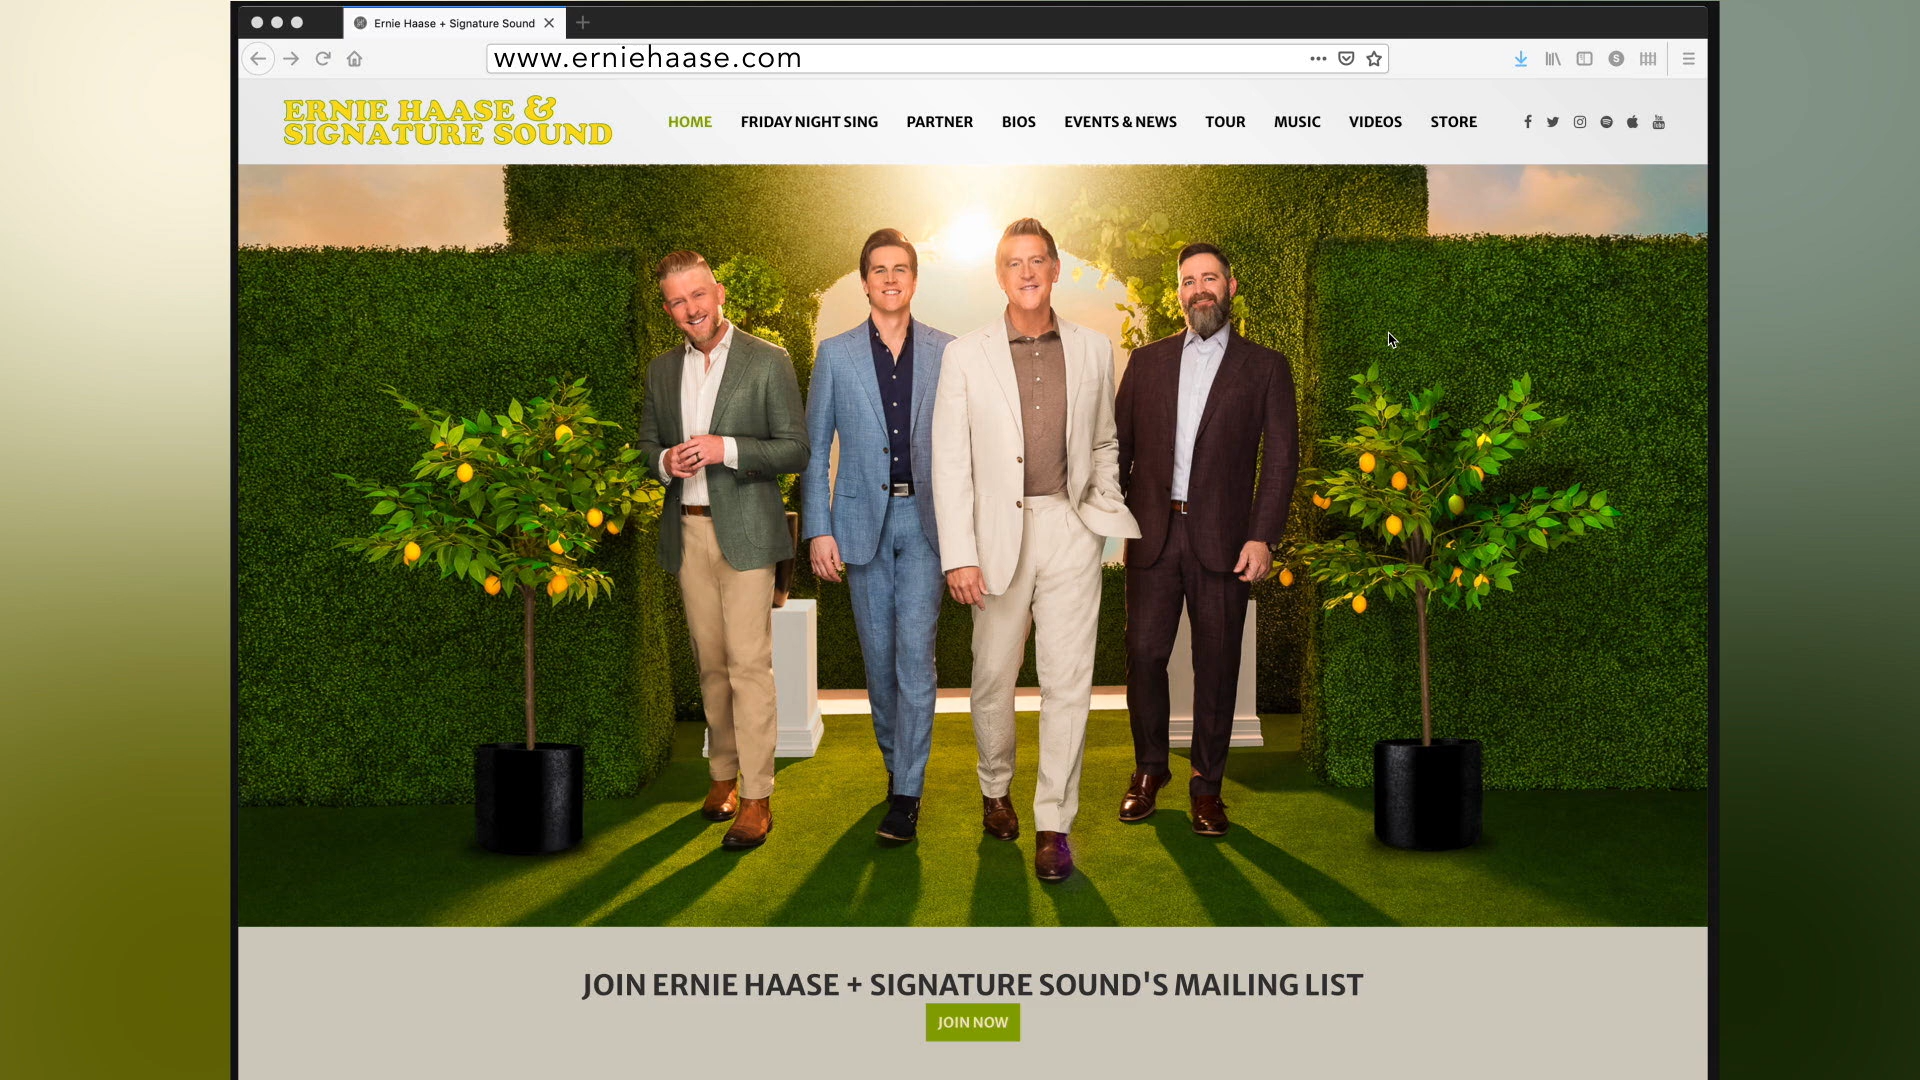 Ernie Haase + Signature Sound
www.erniehaase.com
S
ERNIE HAASE &
SIGNATURE SOUND
HOME FRIDAY NIGHT SING PARTNER BIOS EVENTS & NEWS TOUR MUSIC VIDEOS STORE
JOIN ERNIE HAASE + SIGNATURE SOUND'S MAILING LIST
JOIN NOW